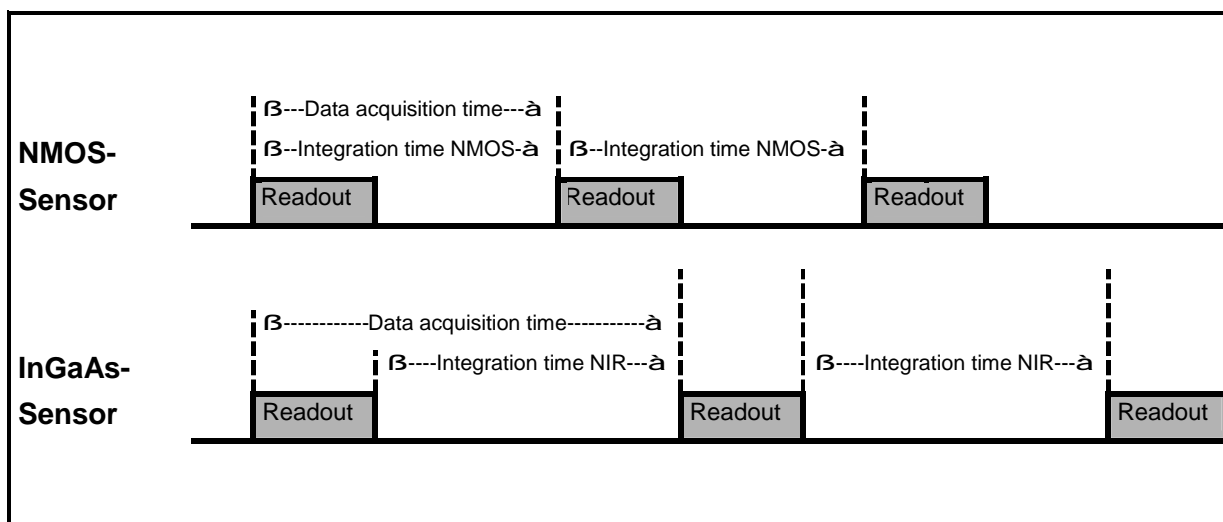 ß---Data acquisition time---à
NMOS-
ß--Integration time NMOS-à ß--Integration time NMOS-à
Sensor
Readout Readout Readout
ß------------Data acquisition time-----------à
InGaAs-
ß----Integration time NIR---à ß----Integration time NIR---à
Sensor
Readout Readout Readout